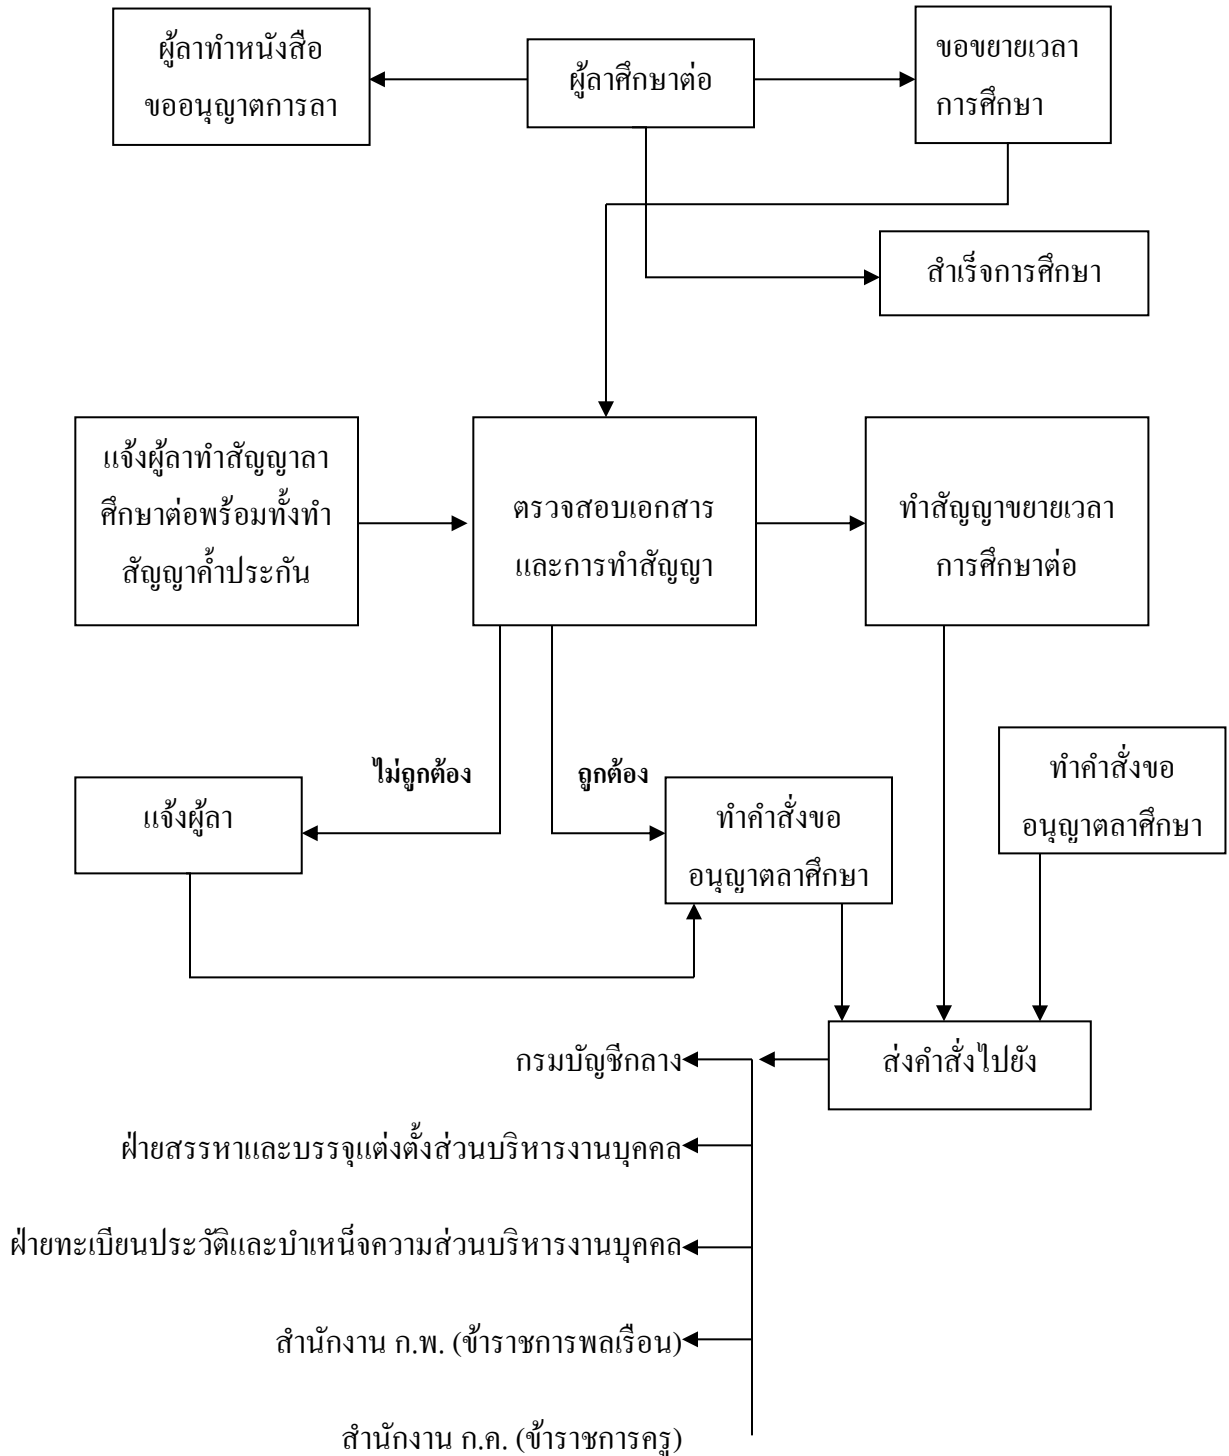 ผู้ลาทำหนังสือ
ขออนุญาตการลา
ผู้ลาศึกษาต่อ
ขอขยายเวลา
การศึกษา
สำเร็จการศึกษา
แจ้งผู้ลาทำสัญญาลา
ศึกษาต่อพร้อมทั้งทำ
สัญญาค้ำประกัน
ตรวจสอบเอกสาร
และการทำสัญญา
ทำสัญญาขยายเวลา
การศึกษาต่อ
ไม่ถูกต้อง
ถูกต้อง
แจ้งผู้ลา
ทำคำสั่งขอ
อนุญาตลาศึกษา
ทำคำสั่งขอ
อนุญาตลาศึกษา
ส่งคำสั่งไปยัง
กรมบัญชีกลาง
ฝ่ายสรรหาและบรรจุแต่งตั้งส่วนบริหารงานบุคคล
ฝ่ายทะเบียนประวัติและบำเหน็จความส่วนบริหารงานบุคคล
สำนักงาน ก.พ. (ข้าราชการพลเรือน)
สำนักงาน ก.ค. (ข้าราชการครู)